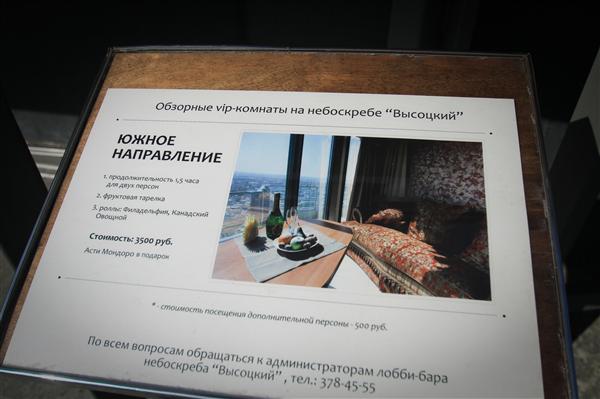 Обзорные vip-комнаты на небоскребе “Высоцкий”
ЮЖНОЕ
НАПРАВЛЕНИЕ
1. продолжительность 1,5 часа
для двух персон
2. фруктовая тарелка
3. роллы: Филадельфия, Канадский
Овощной
Стоимость: 3500 руб.
Асти Мондоро в подарок
* - стоимость посещения дополнительной персоны - 500 руб.
По всем вопросам обращаться к администраторам лобби-бара
небоскреба “Высоцкий” , тел.: 378-45-55